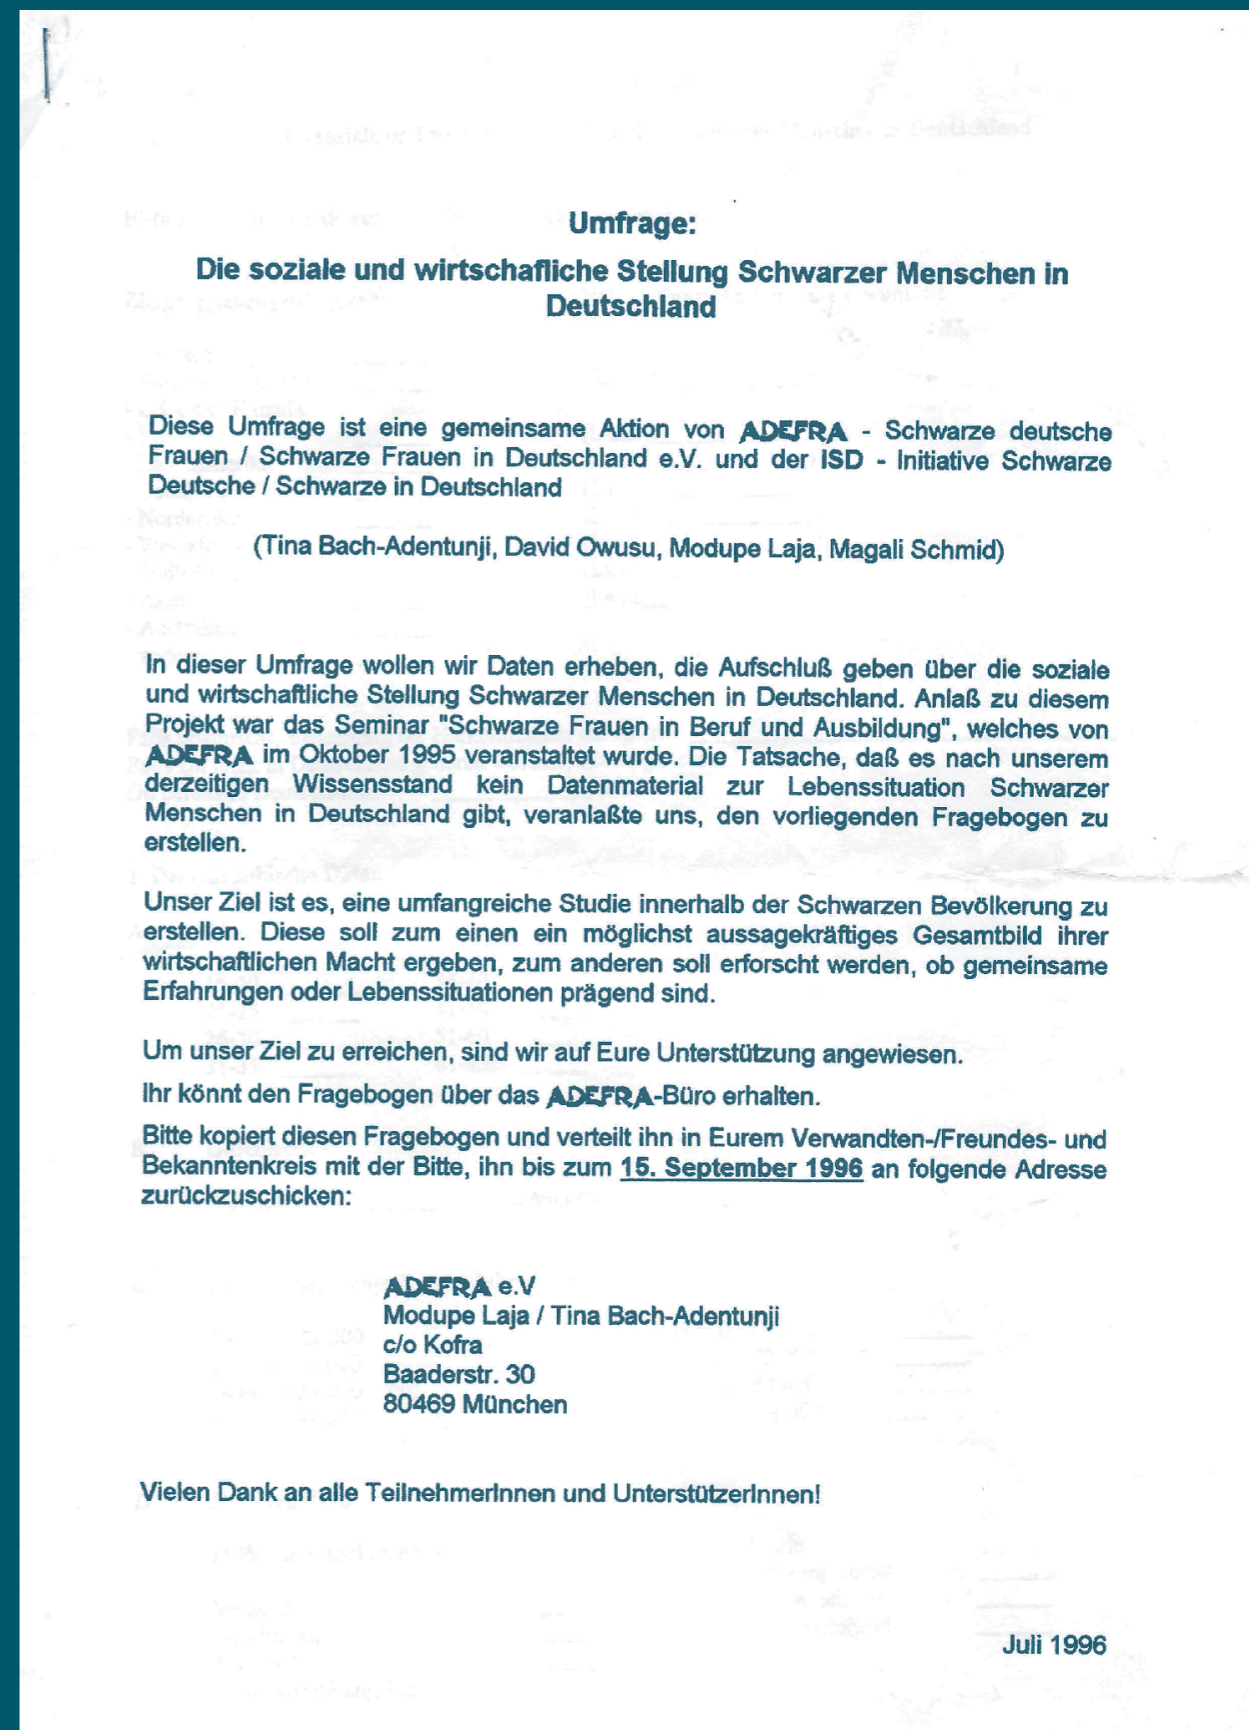 Umfrage:
Die soziale und wirtschafliche Stellung Schwarzer Menschen in
Deutschland
Diese Umfrage ist eine gemeinsame Aktion von ADEFRA - Schwarze deutsche
Frauen / Schwarze Frauen in Deutschland e.V. und der ISD - Initiative Schwarze
Deutsche / Schwarze in Deutschland
(Tina Bach-Adentunji, David Owusu, Modupe Laja, Magali Schmid)
In dieser Umfrage wollen wir Daten erheben, die Aufschluß geben über die soziale
und wirtschaftliche Stellung Schwarzer Menschen in Deutschland. Anlaß zu diesem
Projekt war das Seminar "Schwarze Frauen in Beruf und Ausbildung", welches von
ADEFRA im Oktober 1995 veranstaltet wurde. Die Tatsache, daß es nach unserem
derzeitigen Wissensstand kein Datenmaterial zur Lebenssituation Schwarzer
Menschen in Deutschland gibt, veranlaßte uns, den vorliegenden Fragebogen zu
erstellen.
Unser Ziel ist es, eine umfangreiche Studie innerhalb der Schwarzen Bevölkerung zu
erstellen. Diese soll zum einen ein möglichst aussagekräftiges Gesamtbild ihrer
wirtschaftlichen Macht ergeben, zum anderen soll erforscht werden, ob gemeinsame
Erfahrungen oder Lebenssituationen prägend sind.
Um unser Ziel zu erreichen, sind wir auf Eure Unterstützung angewiesen.
Ihr könnt den Fragebogen über das ADEFRA-Büro erhalten.
Bitte kopiert diesen Fragebogen und verteilt ihn in Eurem Verwandten-/Freundes- und
Bekanntenkreis mit der Bitte, ihn bis zum 15. September 1996 an folgende Adresse
zurückzuschicken:
ADEFRA e.V
Modupe Laja / Tina Bach-Adentunji
c/o Kofra
Baaderstr. 30
80469 München
Vielen Dank an alle TeilnehmerInnen und UnterstützerInnen!
Juli 1996